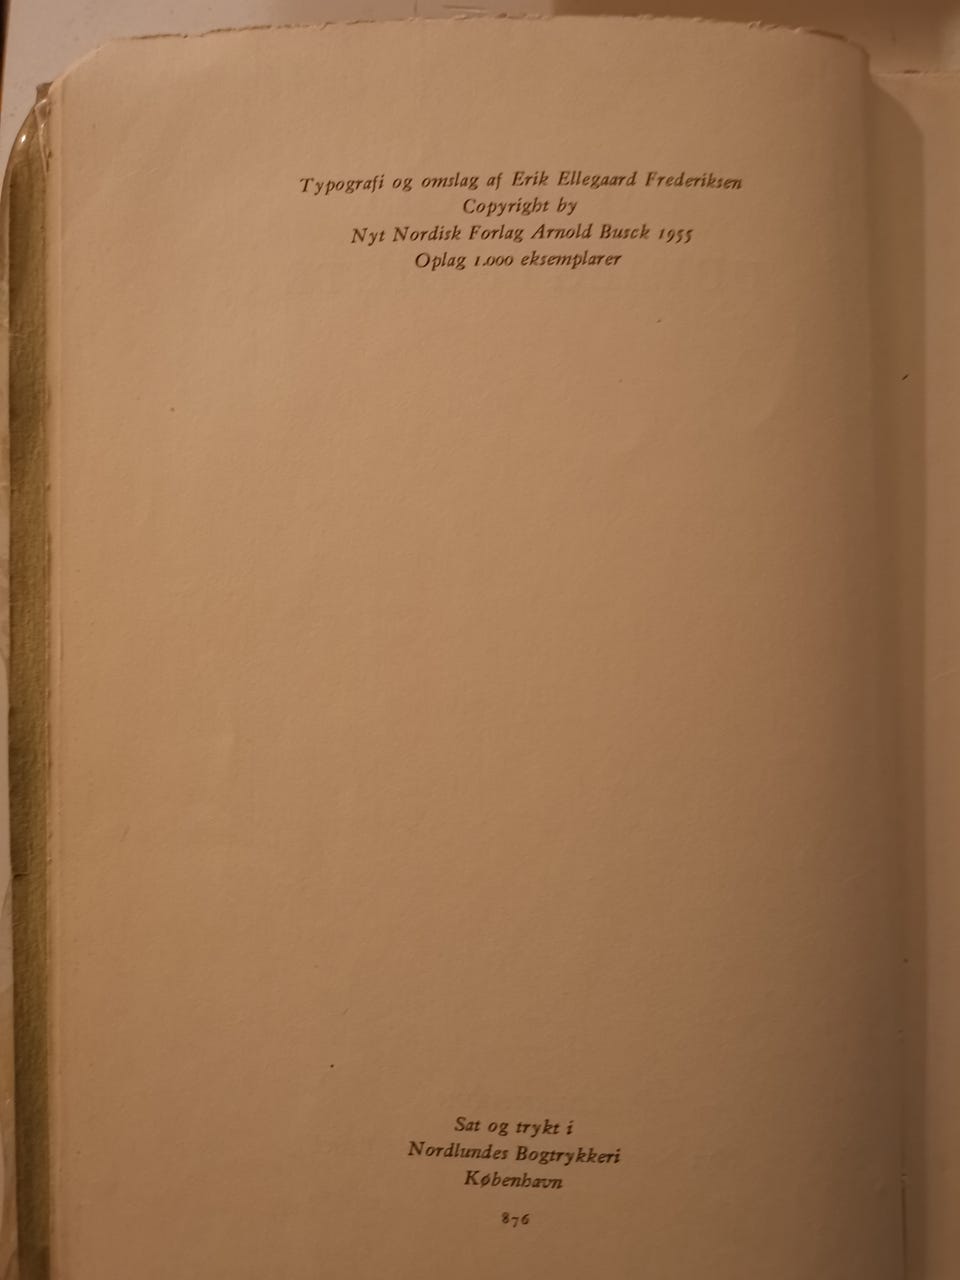 Typografi og omslag af Erik Ellegaard Frederiksen
Copyright by
Nyt Nordisk Forlag Arnold Busck 1955
Oplag 1.000 eksemplarer
Sat og trykt i
Nordlundes Bogtrykkeri
København
876